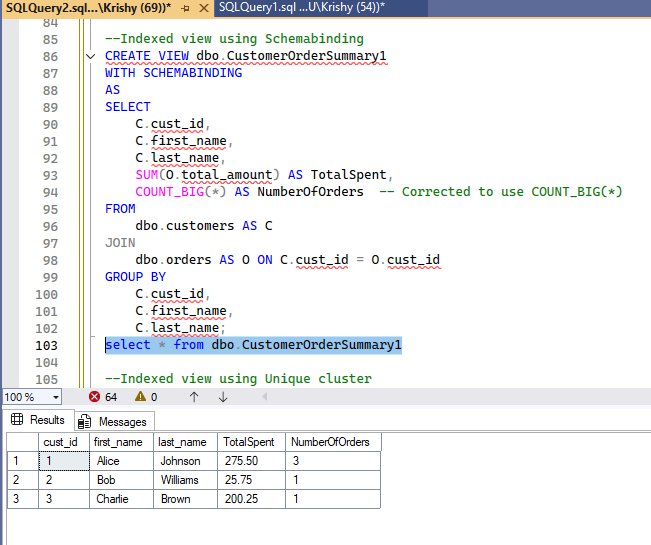 SQLQuery2.sql...\Krishy (69))* SQLQuery1.sql ...U\Krishy (54))*
84
85 --Indexed view using Schemabinding
86 CREATE VIEW dbo.CustomerOrderSummary1
87 WITH SCHEMABINDING
88 AS
89 SELECT
90 C.cust_id,
91 C.first_name,
92 C.last_name,
93 SUM(O.total_amount) AS TotalSpent,
94 COUNT_BIG(*) AS NumberOfOrders -- Corrected to use COUNT_BIG(*)
95 FROM
96 dbo.customers AS C
97 JOIN
98 dbo.orders AS O ON C.cust_id = O.cust_id
99 GROUP BY
100 C.cust_id,
101 C.first_name,
102 C.last_name;
103 select * from dbo.CustomerOrderSummary1
104
105 --Indexed view using Unique cluster
100 % 64 0
Results Messages
cust_id first_name last_name TotalSpent NumberOfOrders
1 1 Alice Johnson 275.50 3
2 2 Bob Williams 25.75 1
3 3 Charlie Brown 200.25 1